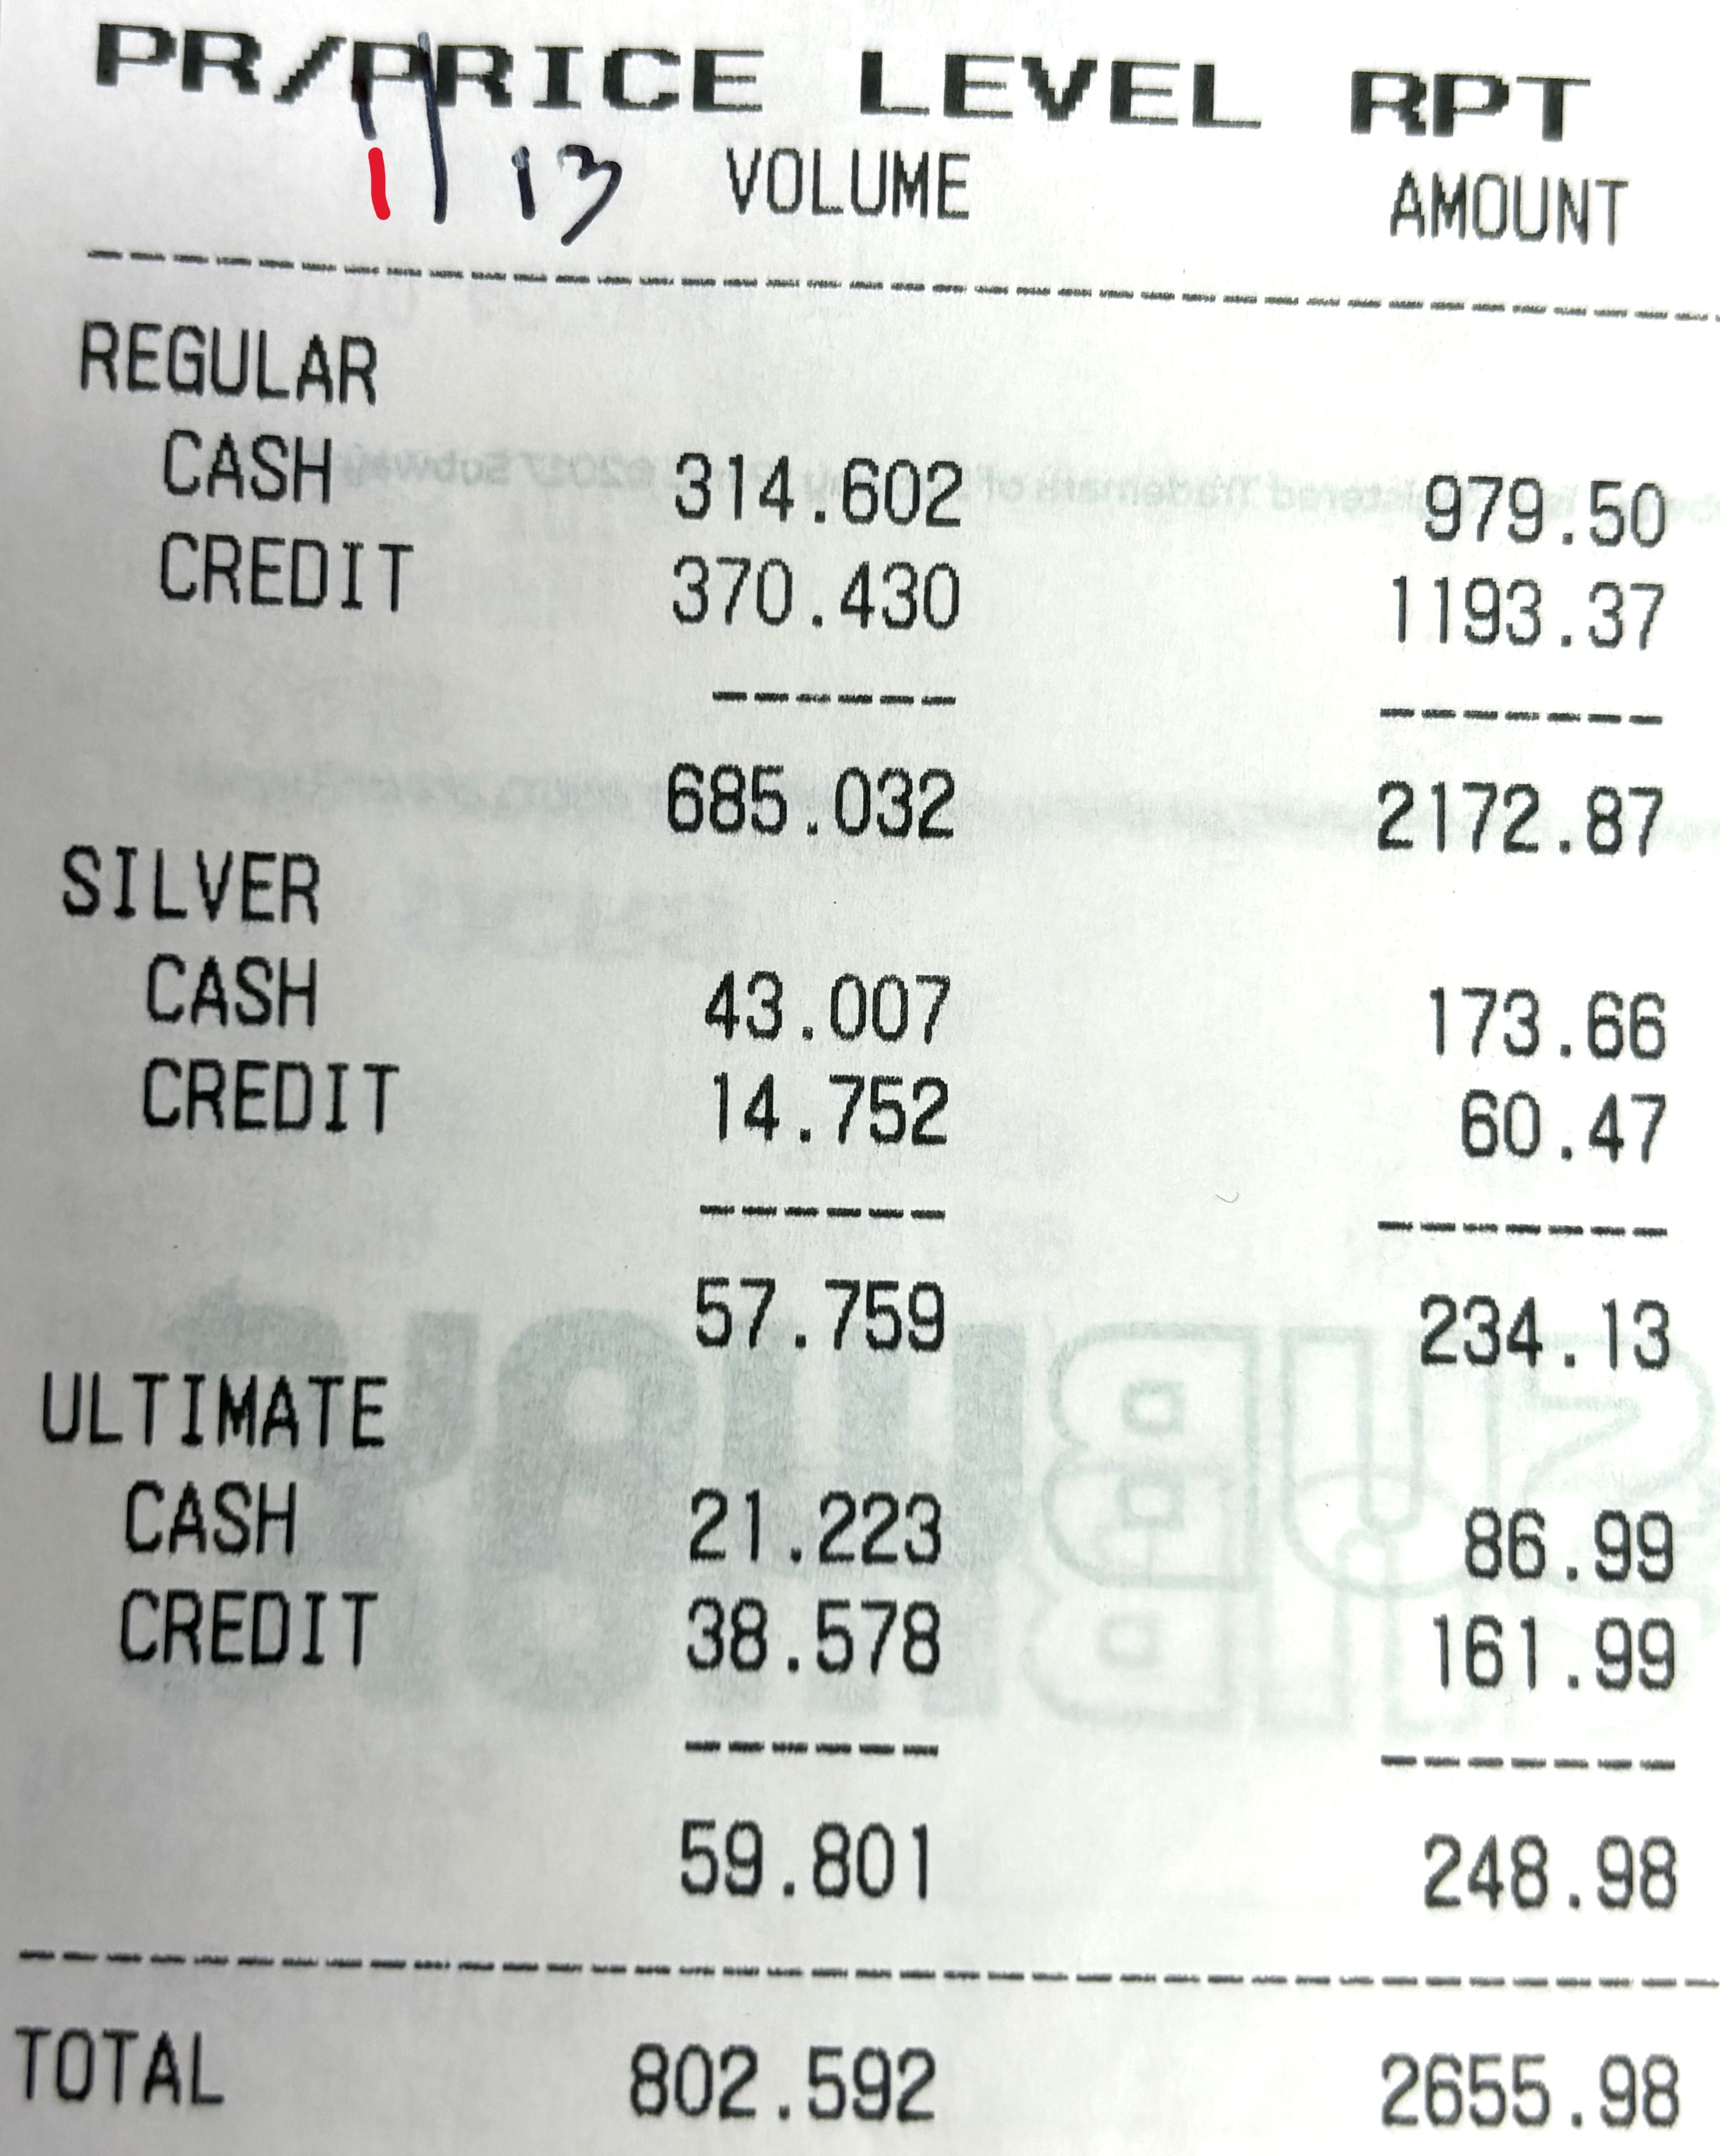 PR/PRICE LEVEL RPT
1/13 VOLUME AMOUNT
REGULAR
CASH 314.602 979.50
CREDIT 370.430 1193.37
685.032 2172.87
SILVER
CASH 43.007 173.66
CREDIT 14.752 60.47
57.759 234.13
ULTIMATE
CASH 21.223 86.99
CREDIT 38.578 161.99
59.801 248.98
TOTAL 802.592 2655.98